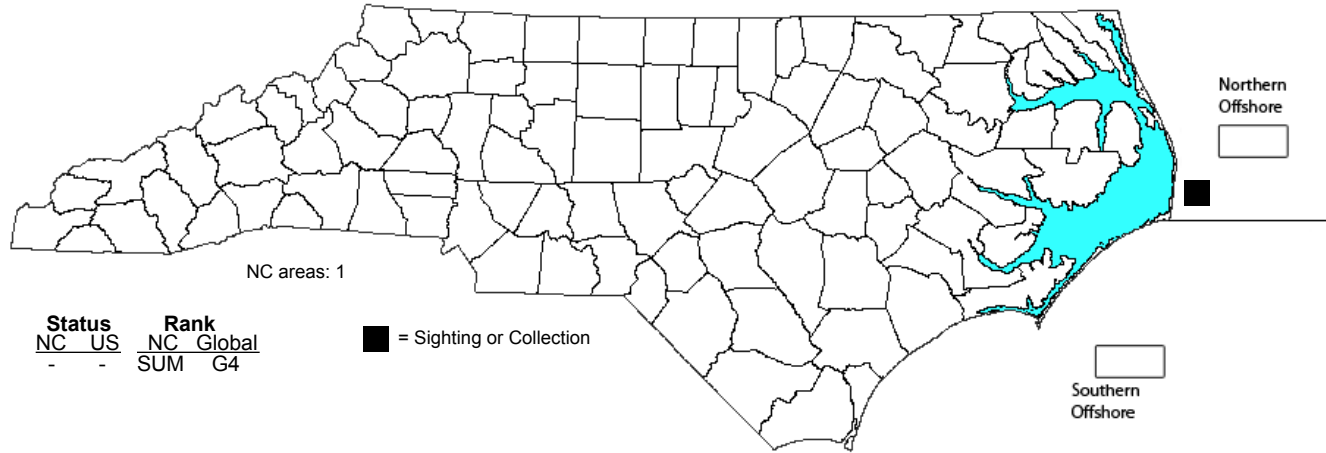 Northern
Offshore
NC areas: 1
Status Rank
NC US NC Global
- - SUM G4
= Sighting or Collection
Southern
Offshore